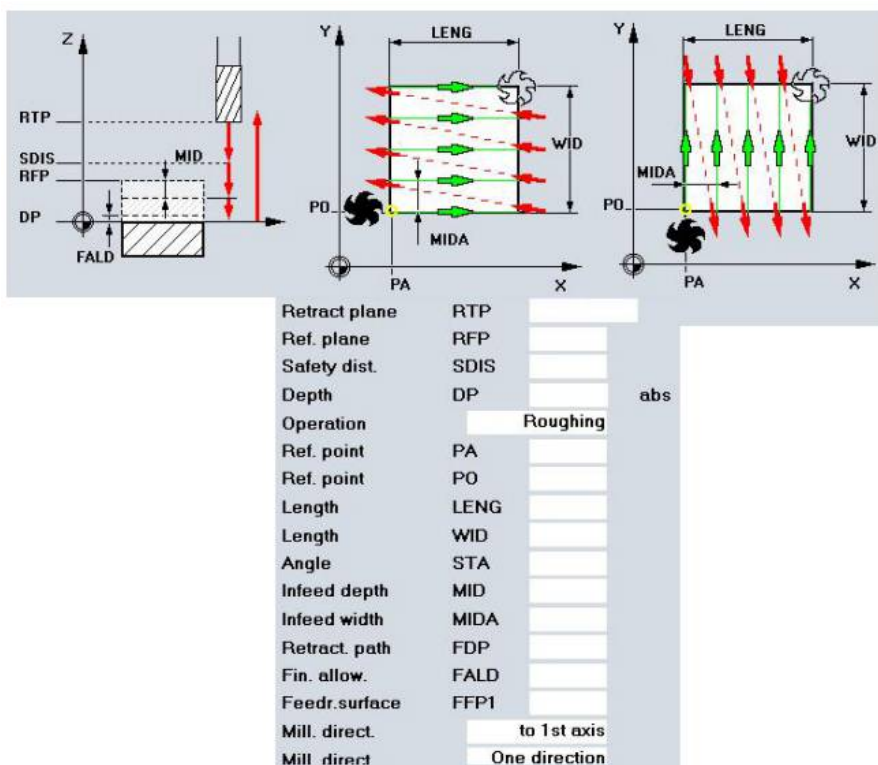 Z
RTP
SDIS
RFP
DP
MID
FALD
Y
LENG
WID
PO
MIDA
PA
X
Y
LENG
WID
MIDA
PO
PA
X
Retract plane RTP
Ref. plane RFP
Safety dist. SDIS
Depth DP abs
Operation Roughing
Ref. point PA
Ref. point PO
Length LENG
Length WID
Angle STA
Infeed depth MID
Infeed width MIDA
Retract. path FDP
Fin. allow. FALD
Feedr.surface FFP1
Mill. direct. to 1st axis
Mill. direct. One direction